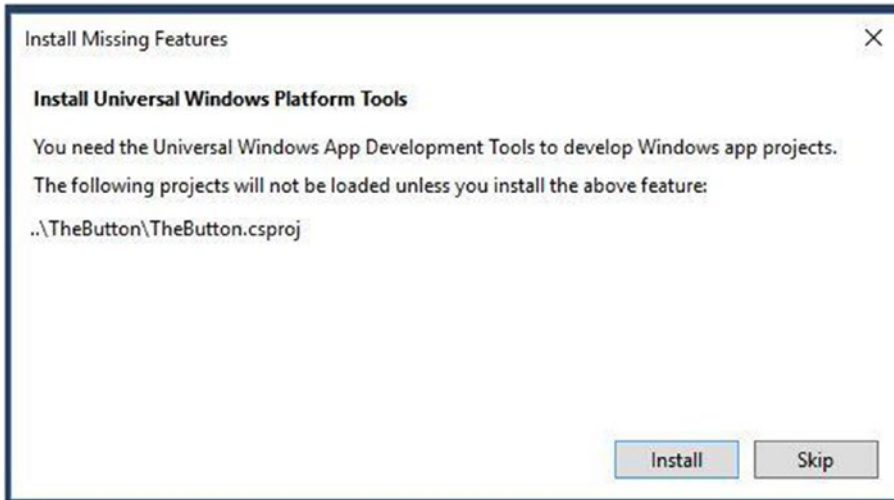 Install Missing Features
Install Universal Windows Platform Tools
You need the Universal Windows App Development Tools to develop Windows app projects.
The following projects will not be loaded unless you install the above feature:
..\TheButton\TheButton.csproj
Install
Skip